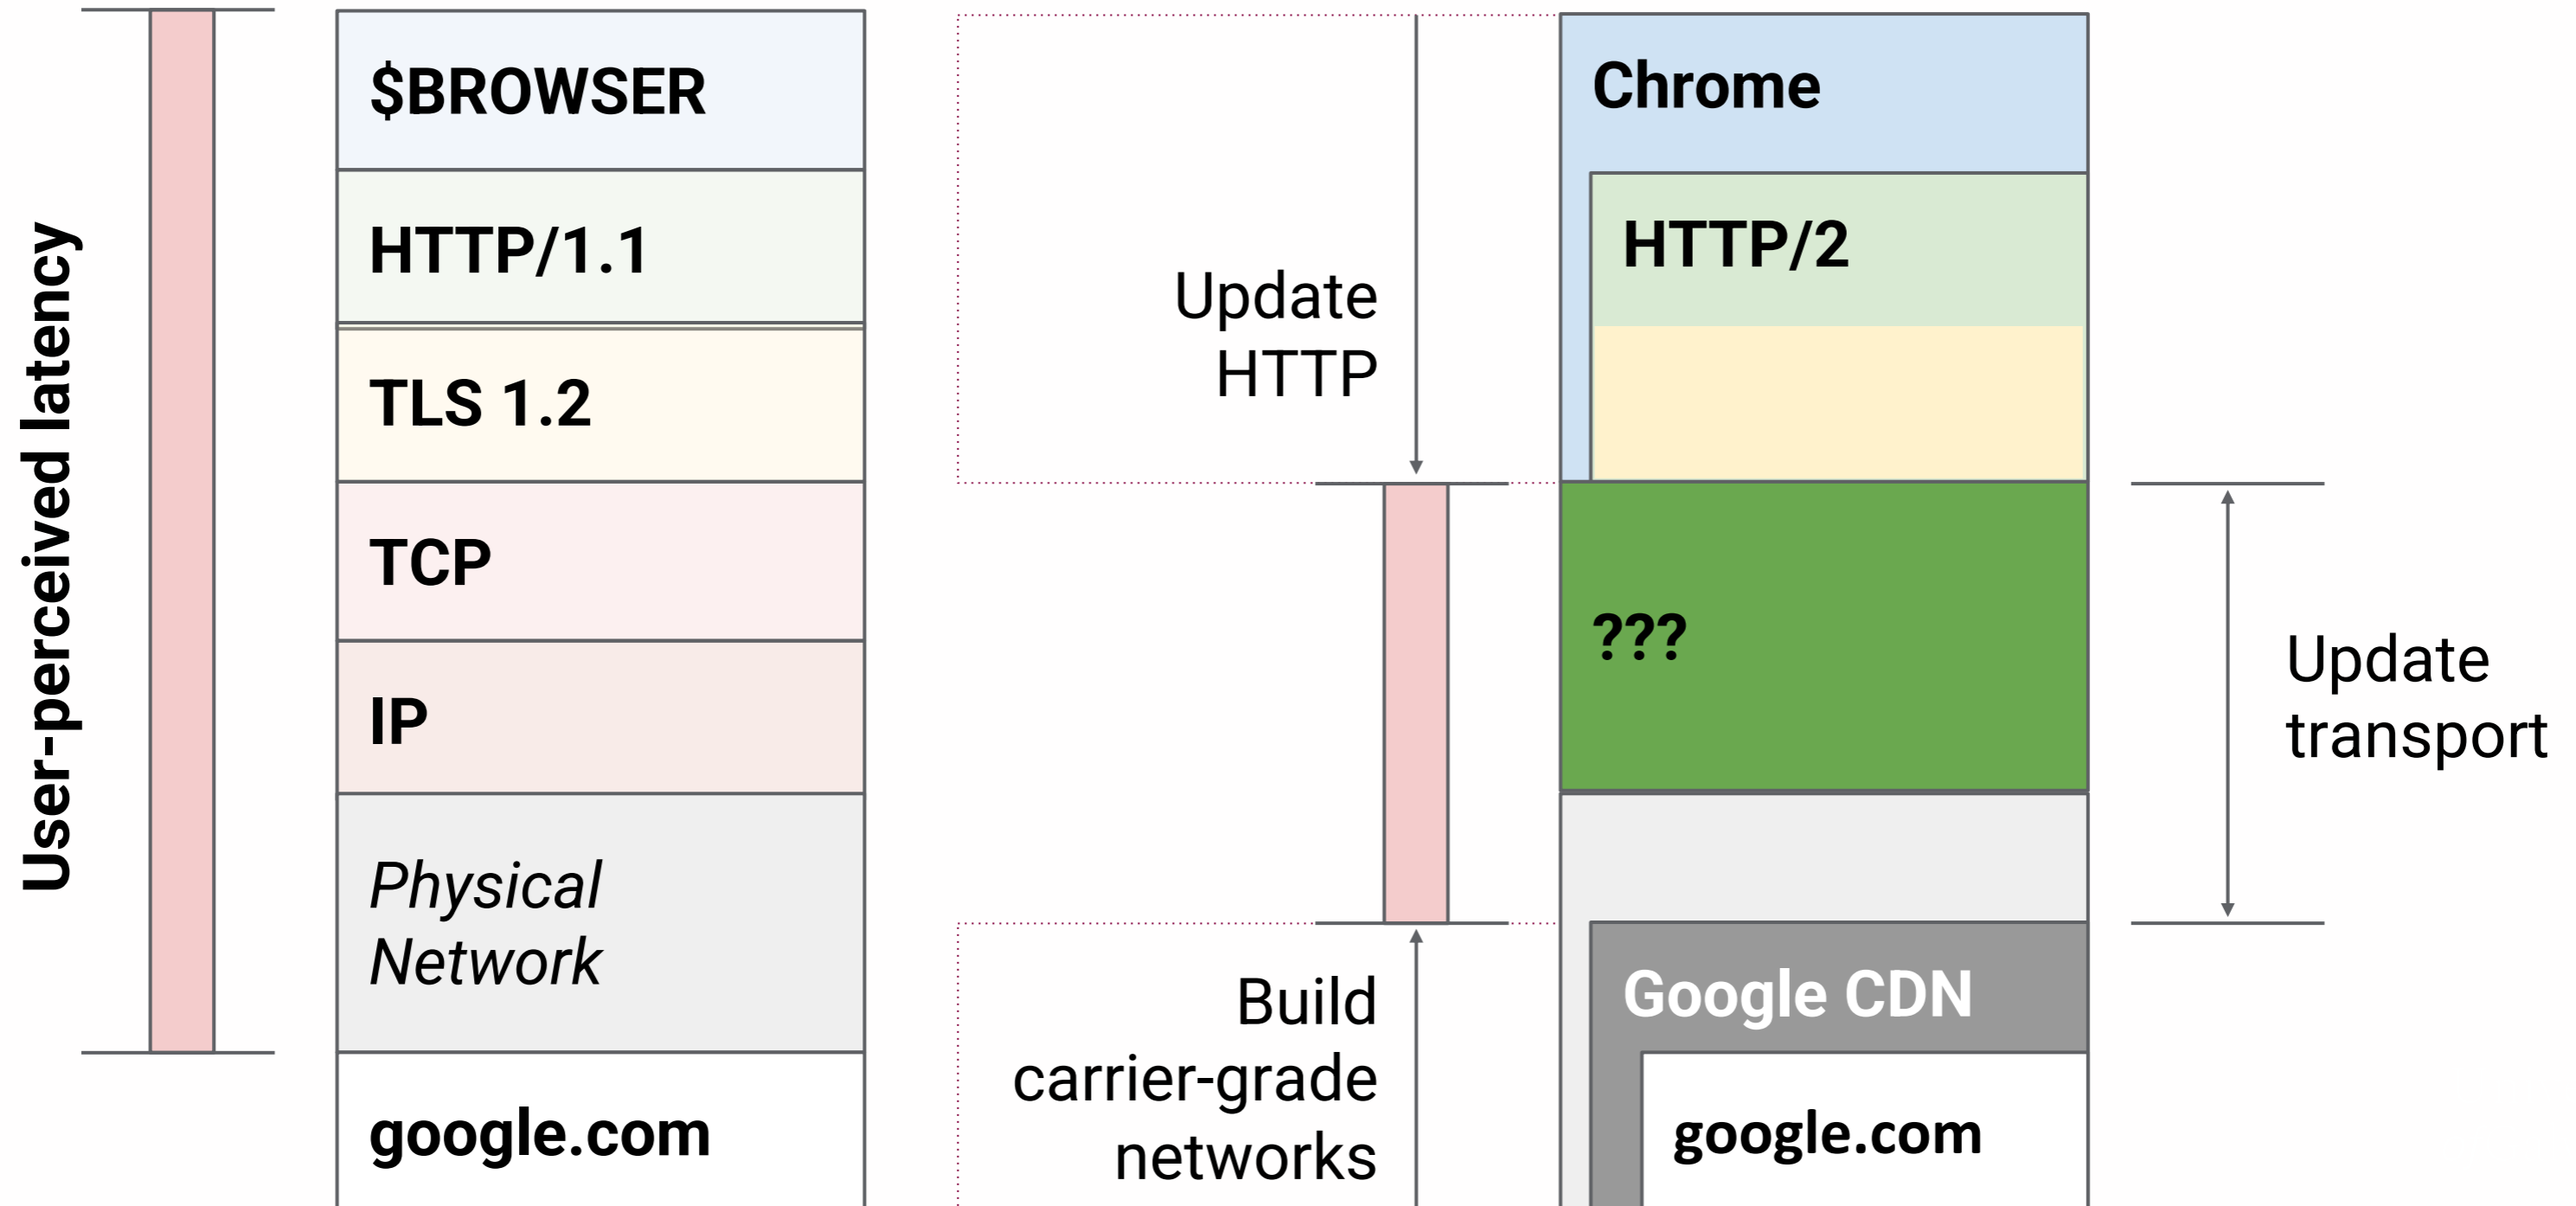 User-perceived latency
$BROWSER
HTTP/1.1
TLS 1.2
TCP
IP
Physical
Network
google.com
Update
HTTP
Build
carrier-grade
networks
Chrome
HTTP/2
???
Google CDN
google.com
Update
transport